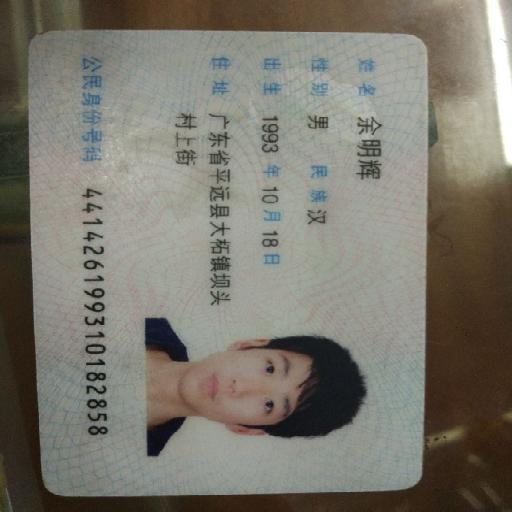 姓名 余明辉
性别 男 民族 汉
出生 1993 年 10 月 18 日
住址 广东省平远县大柘镇坝头
村上街
公民身份号码 441426199310182858